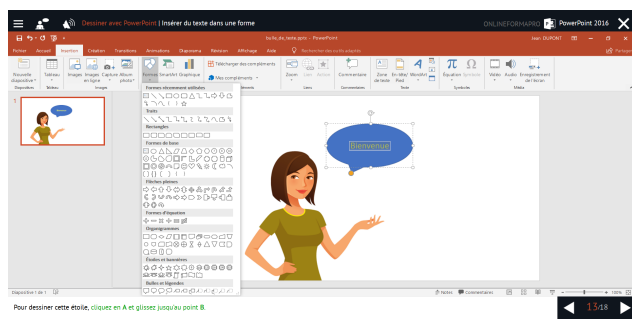 Dessiner avec PowerPoint | Insérer du texte dans une forme
ONLINEFORMAPRO PowerPoint 2016
bulle_de_texte.pptx - PowerPoint
Jean DUPONT
Fichier Accueil Insertion Création Transitions Animations Diaporama Révision Affichage Aide Rechercher des outils adaptés Partager
Télécharger des compléments
Mes compléments
Nouvelle diapositive Tableau Images Images en ligne Capture Album photo Formes SmartArt Graphique Zoom Lien Action Commentaire Zone de texte En-tête/ Pied WordArt Équation Symbole Vidéo Audio Enregistrement de l'écran
Diapositives Tableaux Images Liens Commentaires Texte Symboles Média
Formes récemment utilisées
Traits
Rectangles
Formes de base
Flèches pleines
Formes d'équation
Organigrammes
Étoiles et bannières
Bulles et légendes
1
Bienvenue
Diapositive 1 de 1
Notes Commentaires
100%
Pour dessiner cette étoile, cliquez en A et glissez jusqu'au point B.
13/18